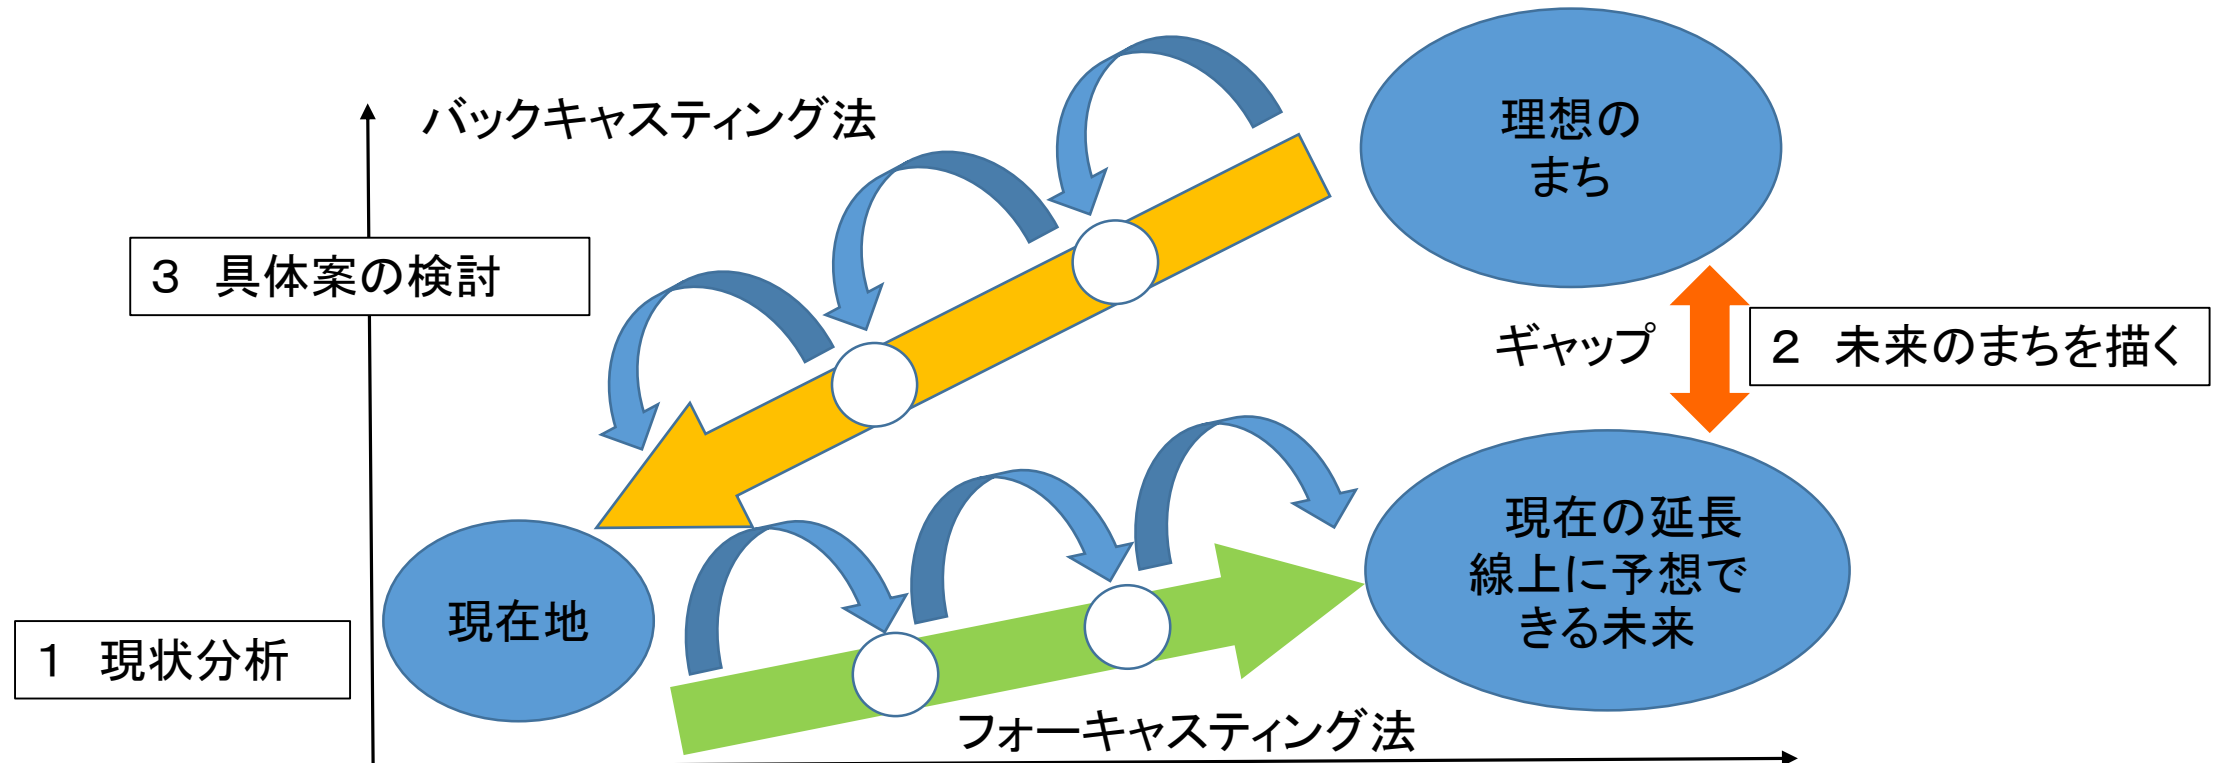 バックキャスティング法
理想の
まち
３　具体案の検討
ギャップ
２　未来のまちを描く
現在の延長
線上に予想で
きる未来
現在地
１　現状分析
フォーキャスティング法